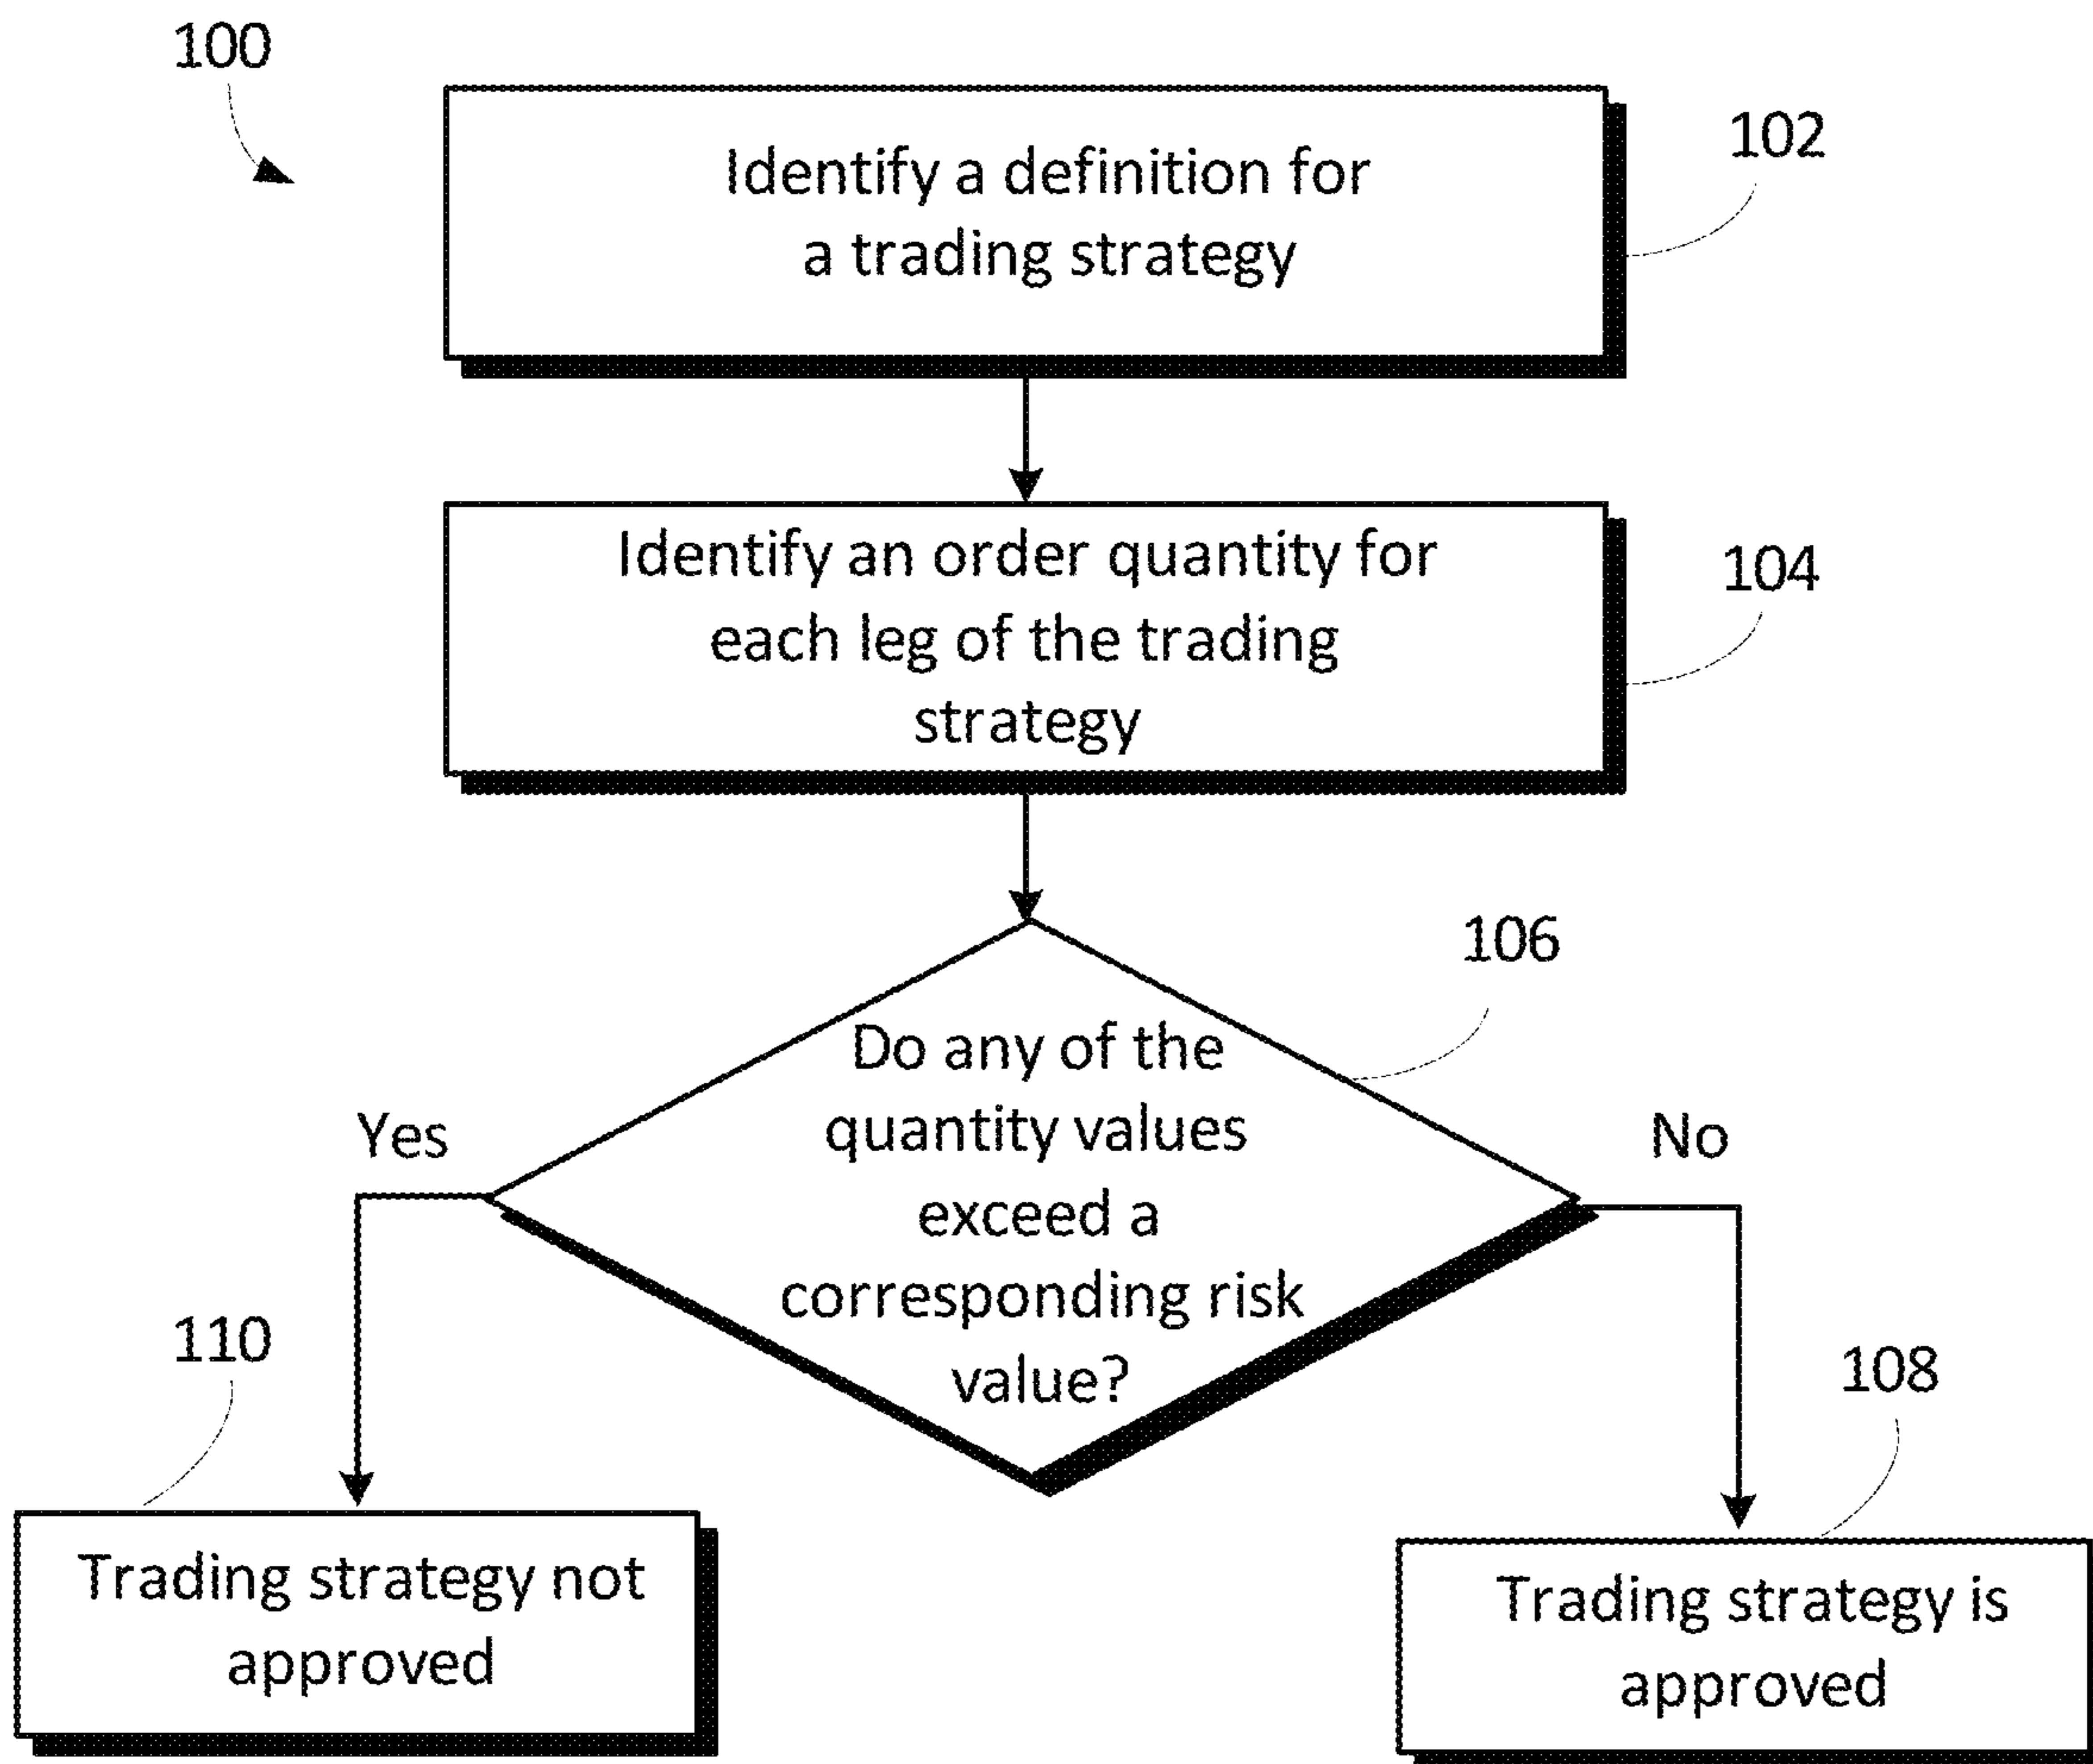 100
102
Identify a definition for
a trading strategy
104
Identify an order quantity for
each leg of the trading
strategy
106
Do any of the
quantity values
exceed a
corresponding risk
value?
Yes
No
110
108
Trading strategy not
approved
Trading strategy is
approved